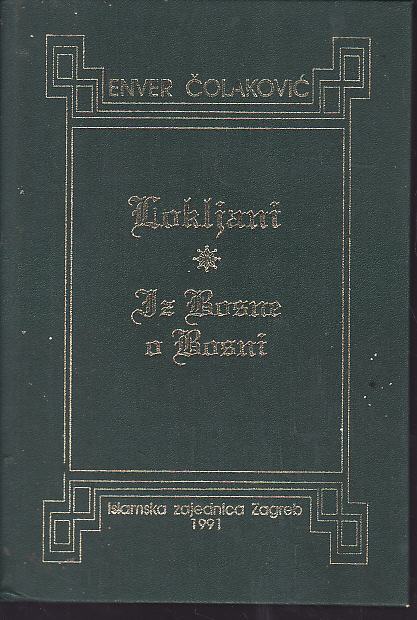 ENVER ČOLAKOVIĆ
Lokljani
Iz Bosne
o Bosni
Islamska zajednica Zagreb
1991